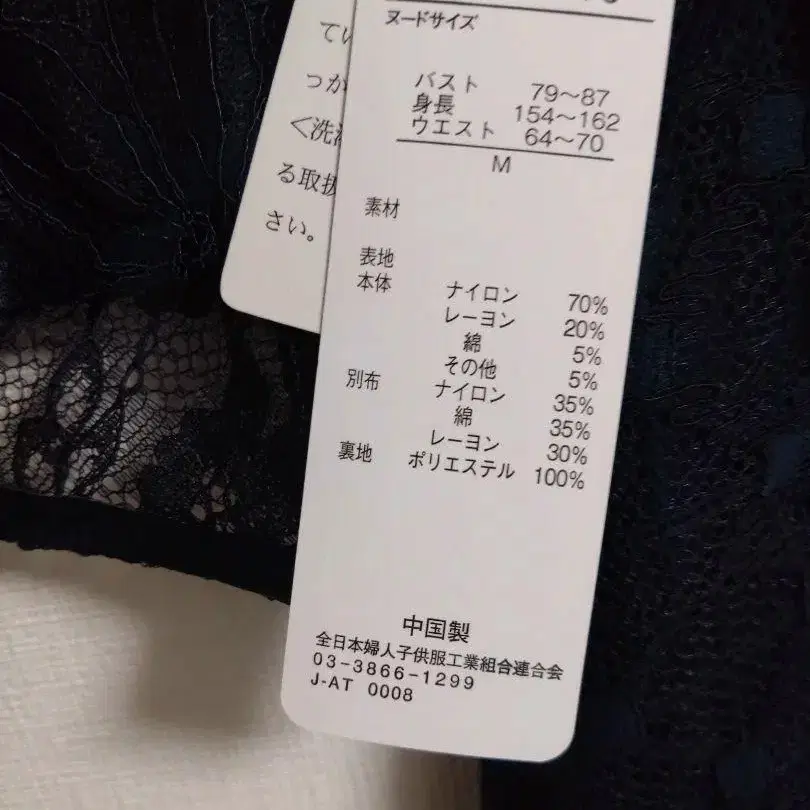 ヌードサイズ
バスト 79〜87
身長 154〜162
ウエスト 64〜70
M
素材
表地
本体 ナイロン 70%
レーヨン 20%
綿 5%
その他 5%
別布 ナイロン 35%
綿 35%
レーヨン 30%
裏地 ポリエステル 100%
中国製
全日本婦人子供服工業組合連合会
03-3866-1299
J-AT 0008
てい
っか
<洗濯
る取扱
さい。